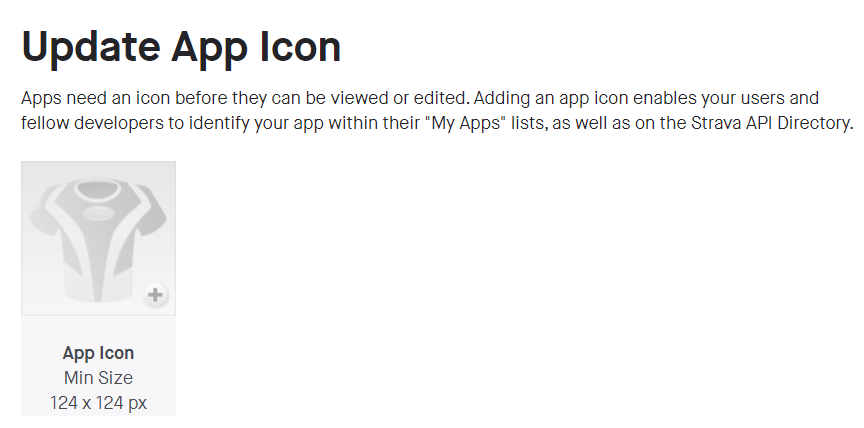 Update App Icon
Apps need an icon before they can be viewed or edited. Adding an app icon enables your users and
fellow developers to identify your app within their "My Apps" lists, as well as on the Strava API Directory.
App Icon
Min Size
124 x 124 px